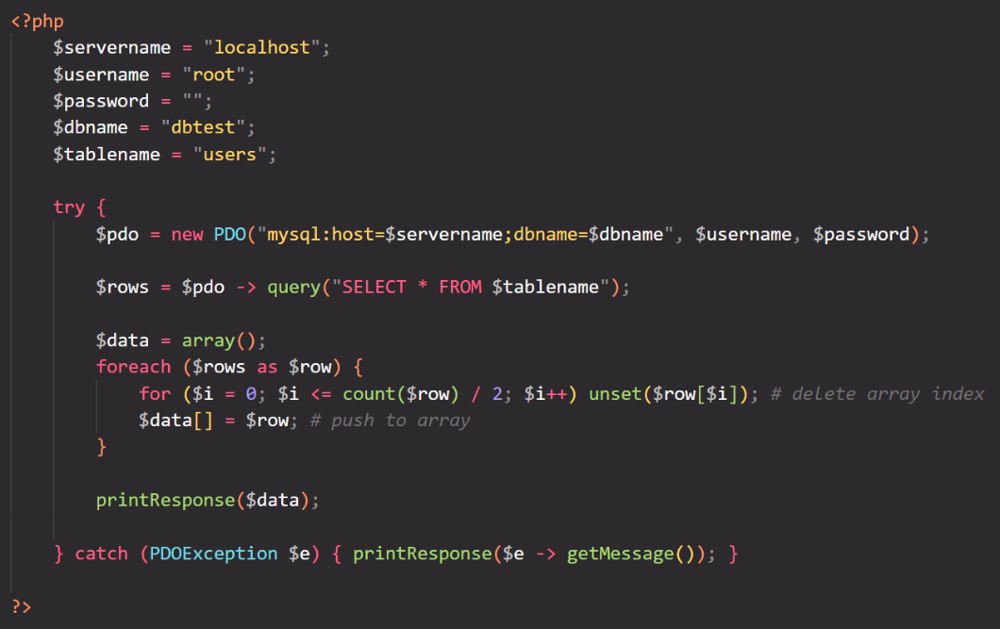 <?php
    $servername = "localhost";
    $username = "root";
    $password = "";
    $dbname = "dbtest";
    $tablename = "users";

    try {
        $pdo = new PDO("mysql:host=$servername;dbname=$dbname", $username, $password);

        $rows = $pdo -> query("SELECT * FROM $tablename");

        $data = array();
        foreach ($rows as $row) {
            for ($i = 0; $i <= count($row) / 2; $i++) unset($row[$i]); # delete array index
            $data[] = $row; # push to array
        }

        printResponse($data);

    } catch (PDOException $e) { printResponse($e -> getMessage()); }

?>